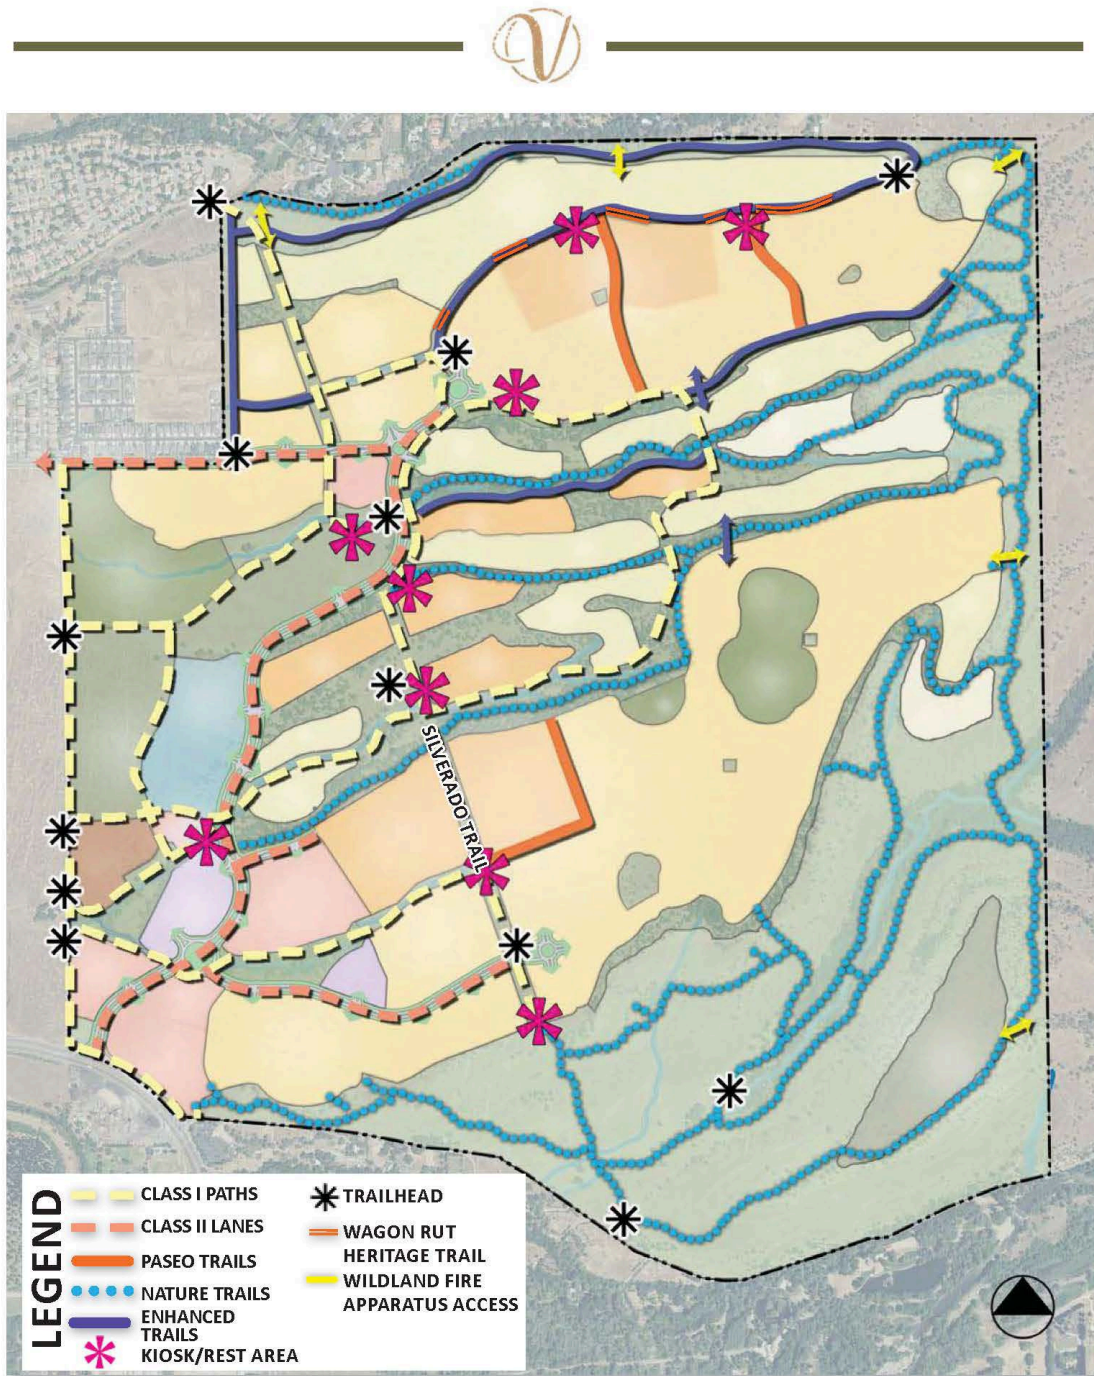 V
SILVERADO TRAIL
LEGEND
CLASS I PATHS
CLASS II LANES
PASEO TRAILS
NATURE TRAILS
ENHANCED
TRAILS
KIOSK/REST AREA
TRAILHEAD
WAGON RUT
HERITAGE TRAIL
WILDLAND FIRE
APPARATUS ACCESS